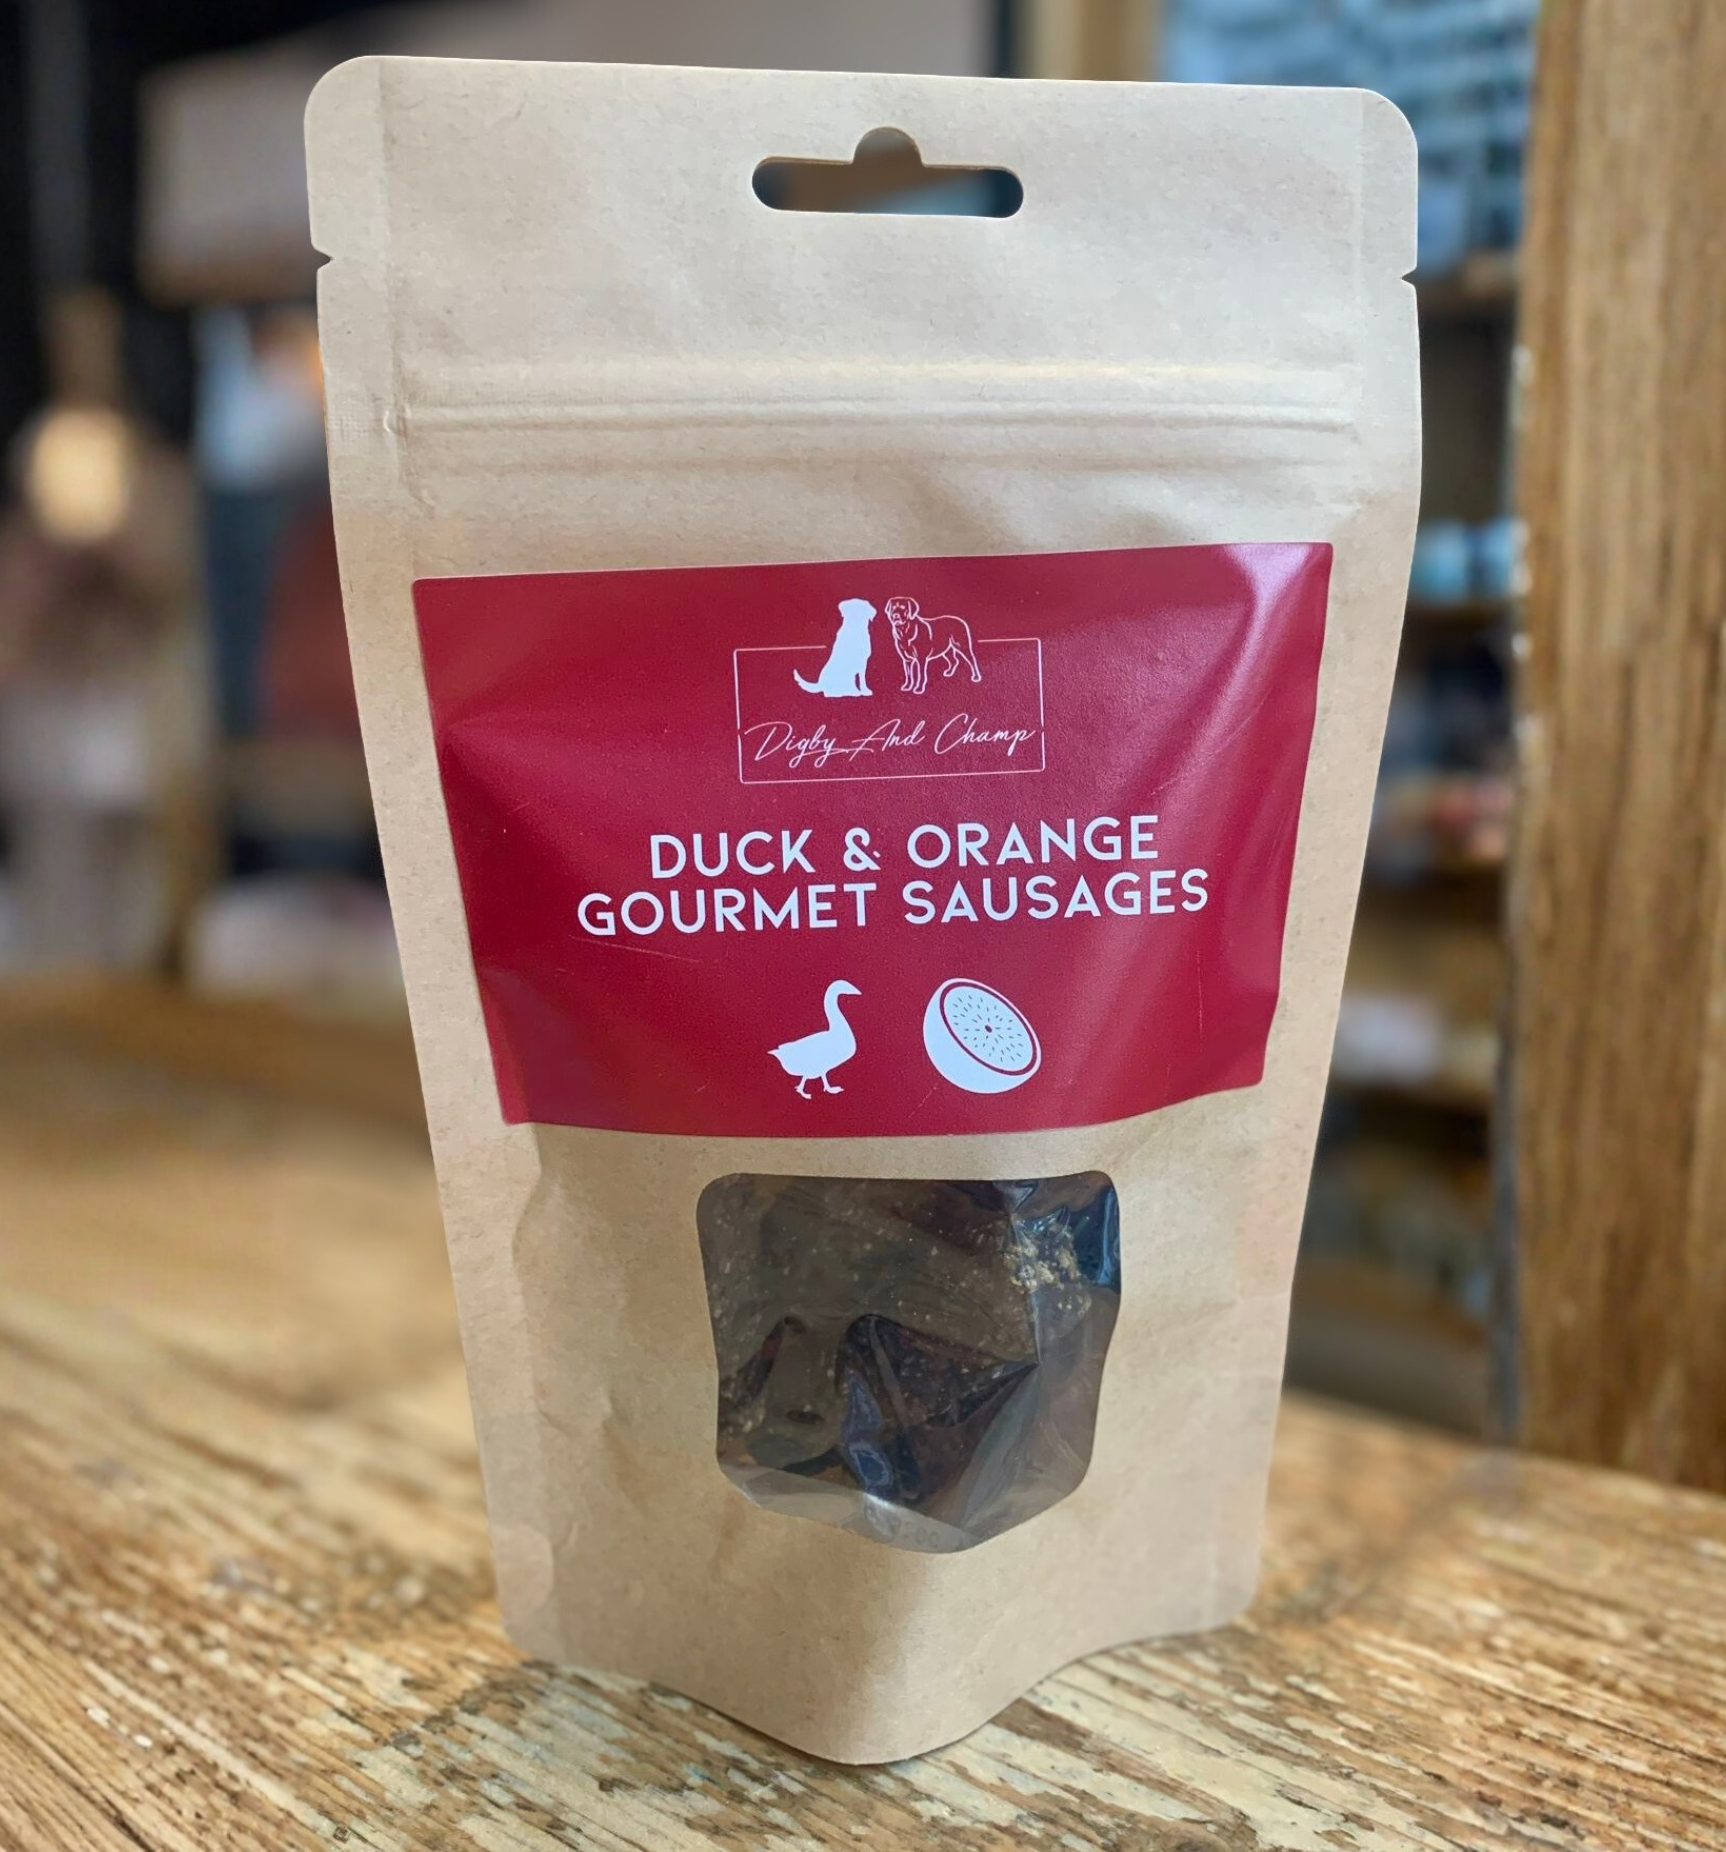 Digby And Champ
DUCK & ORANGE
GOURMET SAUSAGES